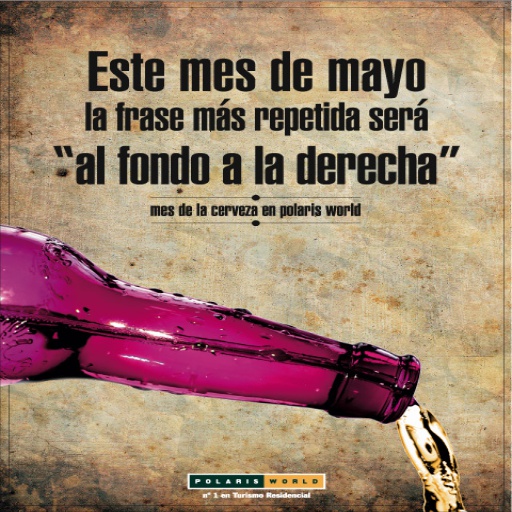 Este mes de mayo
la frase más repetida será
“al fondo a la derecha”
mes de la cerveza en polaris world
POLARIS WORLD
nº 1 en Turismo Residencial